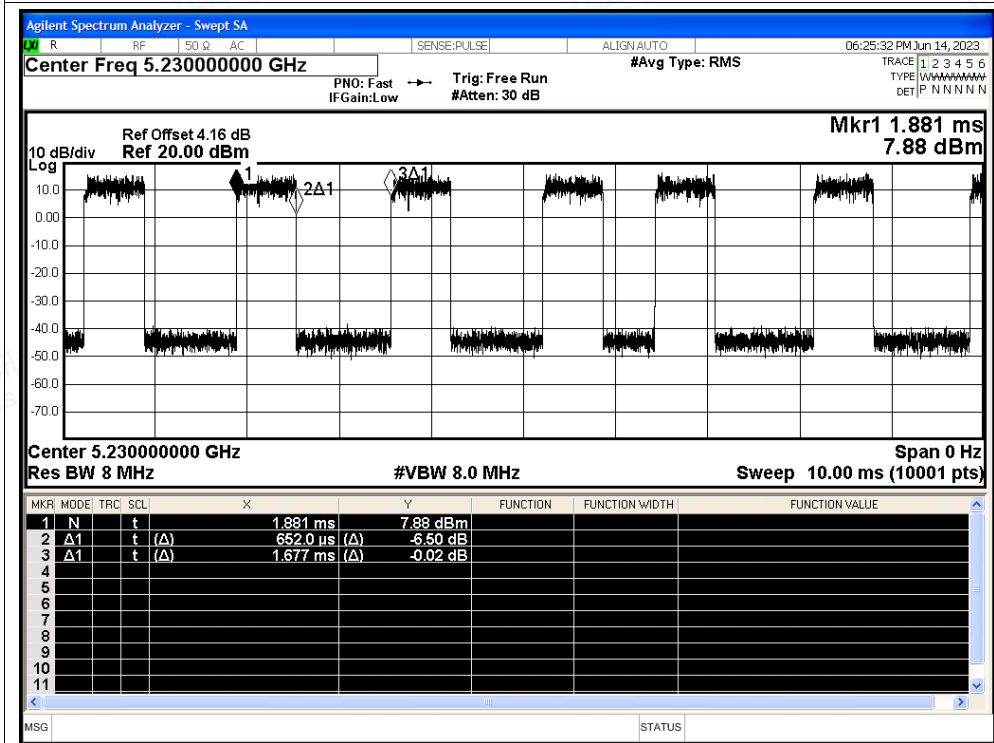 Agilent Spectrum Analyzer - Swept SA
LXI R RF 50 Ω AC SENSE:PULSE ALIGN AUTO 06:25:32 PM Jun 14, 2023
Center Freq 5.230000000 GHz #Avg Type: RMS TRACE 1 2 3 4 5 6
PNO: Fast Trig: Free Run TYPE WWWWWW
IFGain:Low #Atten: 30 dB DET P N N N N N
Mkr1 1.881 ms
Ref Offset 4.16 dB
10 dB/div Ref 20.00 dBm 7.88 dBm
Log
1 2Δ1 3Δ1
10.0
0.00
-10.0
-20.0
-30.0
-40.0
-50.0
-60.0
-70.0
Center 5.230000000 GHz Span 0 Hz
Res BW 8 MHz #VBW 8.0 MHz Sweep 10.00 ms (10001 pts)
MKR MODE TRC SCL X Y FUNCTION FUNCTION WIDTH FUNCTION VALUE
1 N t 1.881 ms 7.88 dBm
2 Δ1 t (Δ) 652.0 µs (Δ) -6.50 dB
3 Δ1 t (Δ) 1.677 ms (Δ) -0.02 dB
4
5
6
7
8
9
10
11
MSG STATUS